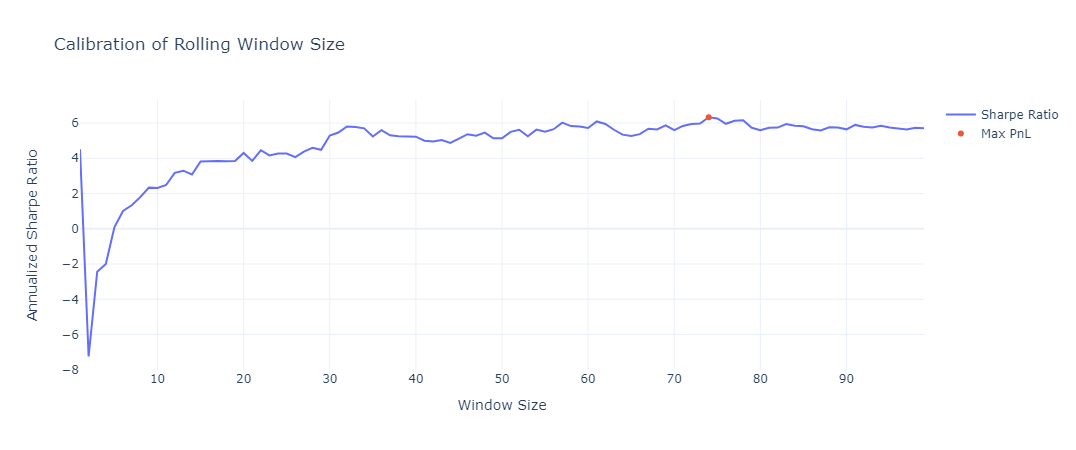 Calibration of Rolling Window Size
Sharpe Ratio
Max PnL
Annualized Sharpe Ratio
6
4
2
0
−2
−4
−6
−8
10 20 30 40 50 60 70 80 90
Window Size